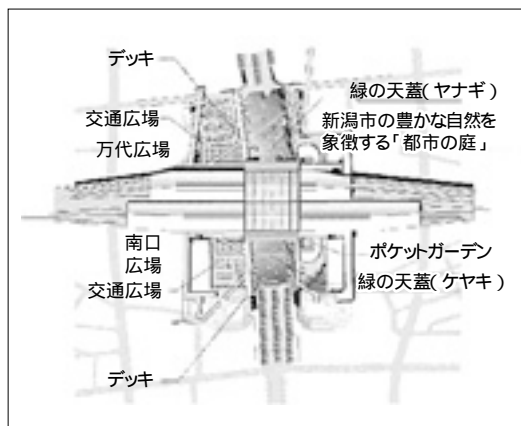 デッキ
交通広場
万代広場
緑の天蓋(ヤナギ)
新潟市の豊かな自然を
象徴する「都市の庭」
南口
広場
交通広場
ポケットガーデン
緑の天蓋(ケヤキ)
デッキ